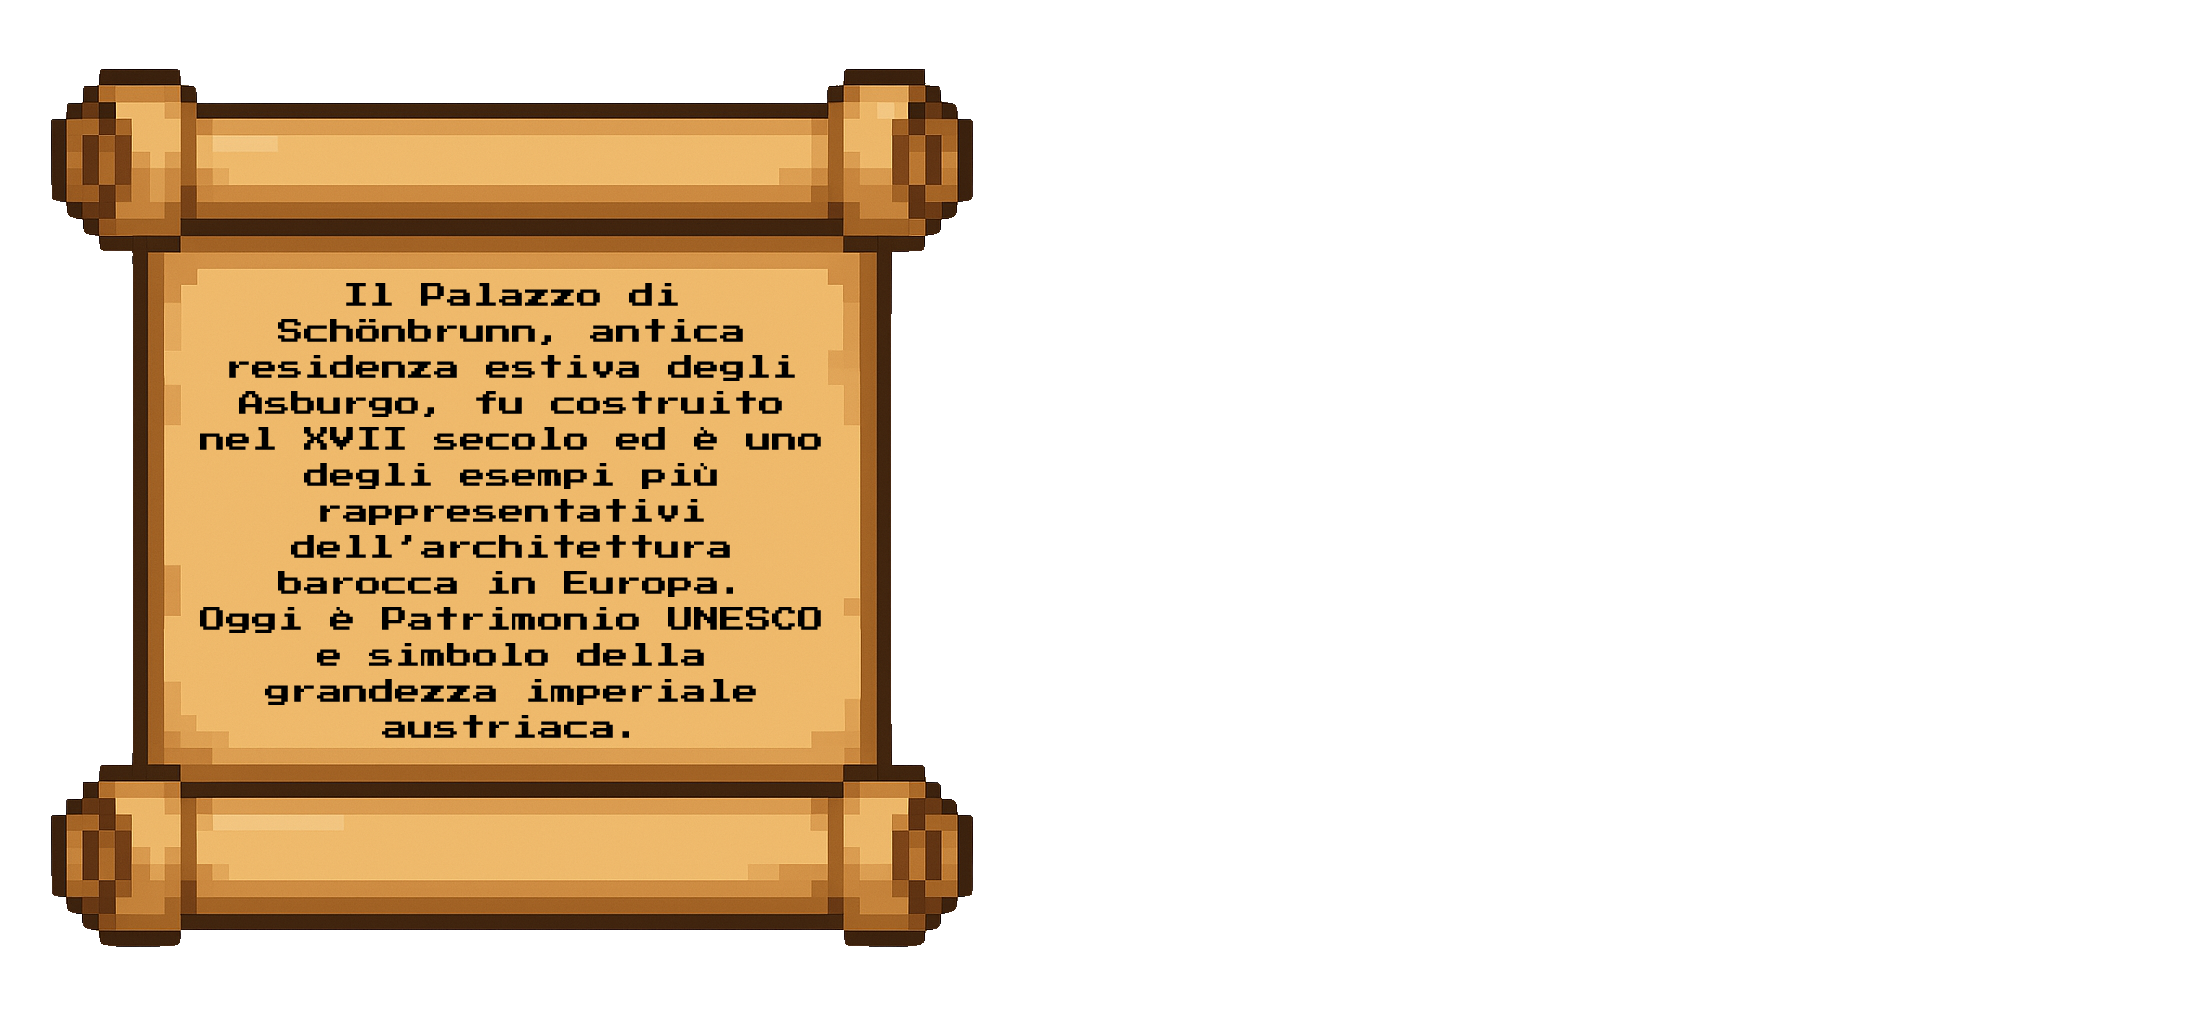 Il Palazzo di
Schönbrunn, antica
residenza estiva degli
Asburgo, fu costruito
nel XVII secolo ed è uno
degli esempi più
rappresentativi
dell'architettura
barocca in Europa.
Oggi è Patrimonio UNESCO
e simbolo della
grandezza imperiale
austriaca.